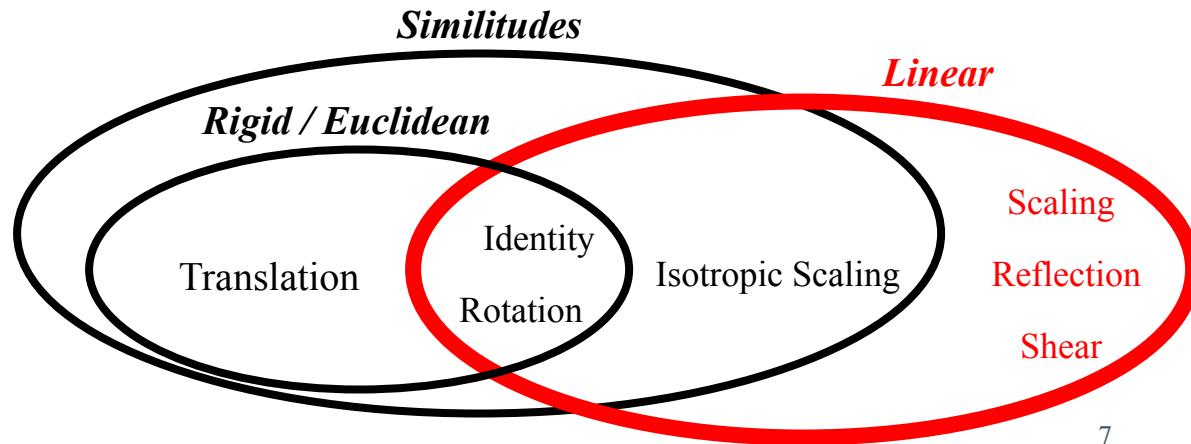 Similitudes
Linear
Rigid / Euclidean
Scaling
Identity
Translation
Isotropic Scaling
Reflection
Rotation
Shear
7